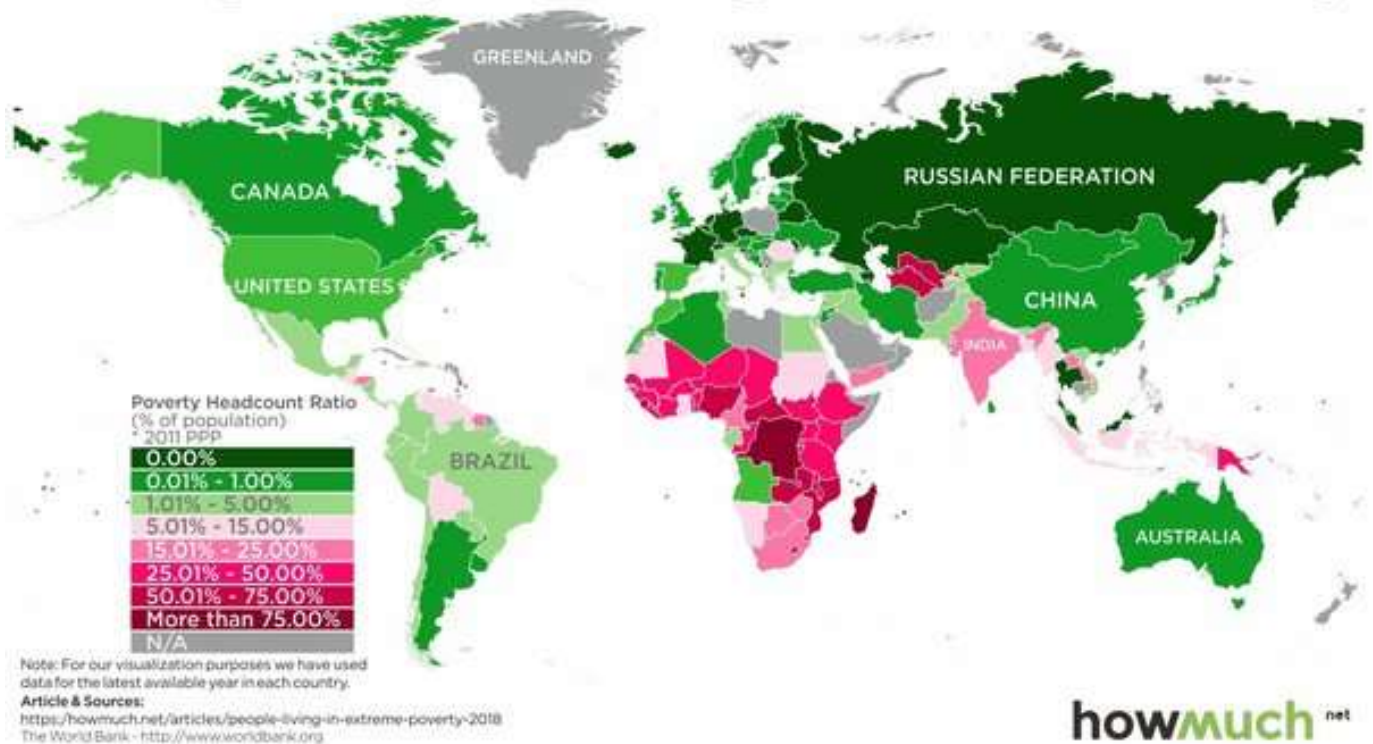 GREENLAND
CANADA
RUSSIAN FEDERATION
UNITED STATES
CHINA
INDIA
BRAZIL
AUSTRALIA
Poverty Headcount Ratio
(% of population)
* 2011 PPP
0.00%
0.01% - 1.00%
1.01% - 5.00%
5.01% - 15.00%
15.01% - 25.00%
25.01% - 50.00%
50.01% - 75.00%
More than 75.00%
N/A
Note: For our visualization purposes we have used
data for the latest available year in each country.
Article & Sources:
https:/howmuch.net/articles/people-living-in-extreme-poverty-2018
The World Bank - http://www.worldbank.org
howmuch net